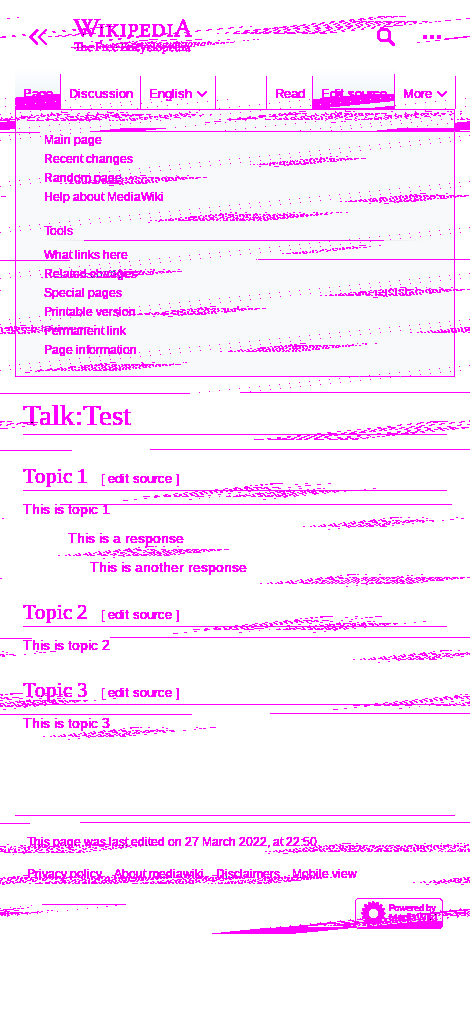 WIKIPEDIA
The Free Encyclopedia
Page Discussion English Read Edit source More
Main page
Recent changes
Random page
Help about MediaWiki
Tools
What links here
Related changes
Special pages
Printable version
Permanent link
Page information
Talk:Test
Topic 1 [ edit source ]
This is topic 1
This is a response
This is another response
Topic 2 [ edit source ]
This is topic 2
Topic 3 [ edit source ]
This is topic 3
This page was last edited on 27 March 2022, at 22:50.
Privacy policy About mediawiki Disclaimers Mobile view
Powered by
MediaWiki